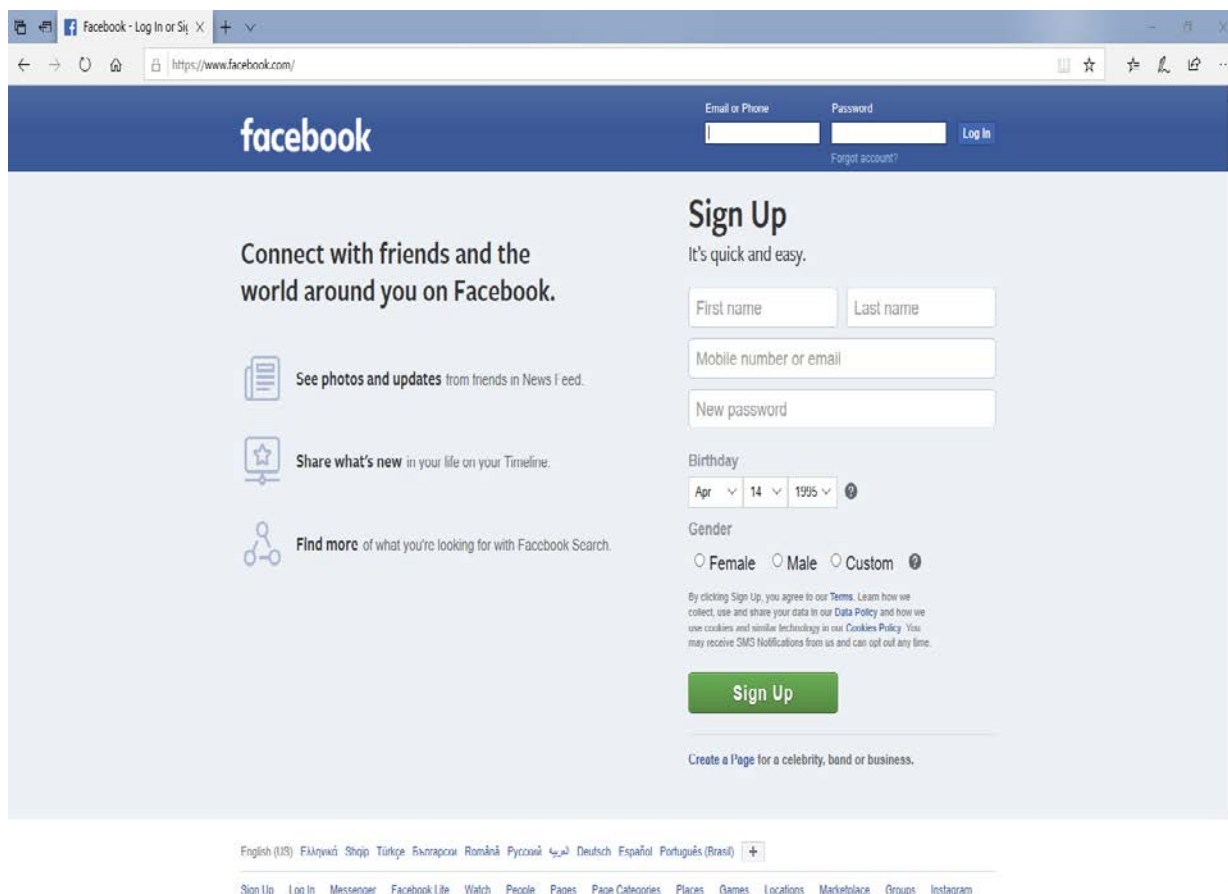 Facebook - Log In or Sig
https://www.facebook.com/
facebook
Email or Phone Password
Log In
Forgot account?
Connect with friends and the
world around you on Facebook.
See photos and updates from friends in News Feed.
Share what's new in your life on your Timeline.
Find more of what you're looking for with Facebook Search.
Sign Up
It's quick and easy.
First name Last name
Mobile number or email
New password
Birthday
Apr 14 1995
Gender
Female Male Custom
By clicking Sign Up, you agree to our Terms. Learn how we
collect, use and share your data in our Data Policy and how we
use cookies and similar technology in our Cookies Policy. You
may receive SMS Notifications from us and can opt out any time.
Sign Up
Create a Page for a celebrity, band or business.
English (US) Ελληνικά Shqip Türkçe Български Română Русский العربية Deutsch Español Português (Brasil) +
Sign Up Log In Messenger Facebook Lite Watch People Pages Page Categories Places Games Locations Marketplace Groups Instagram